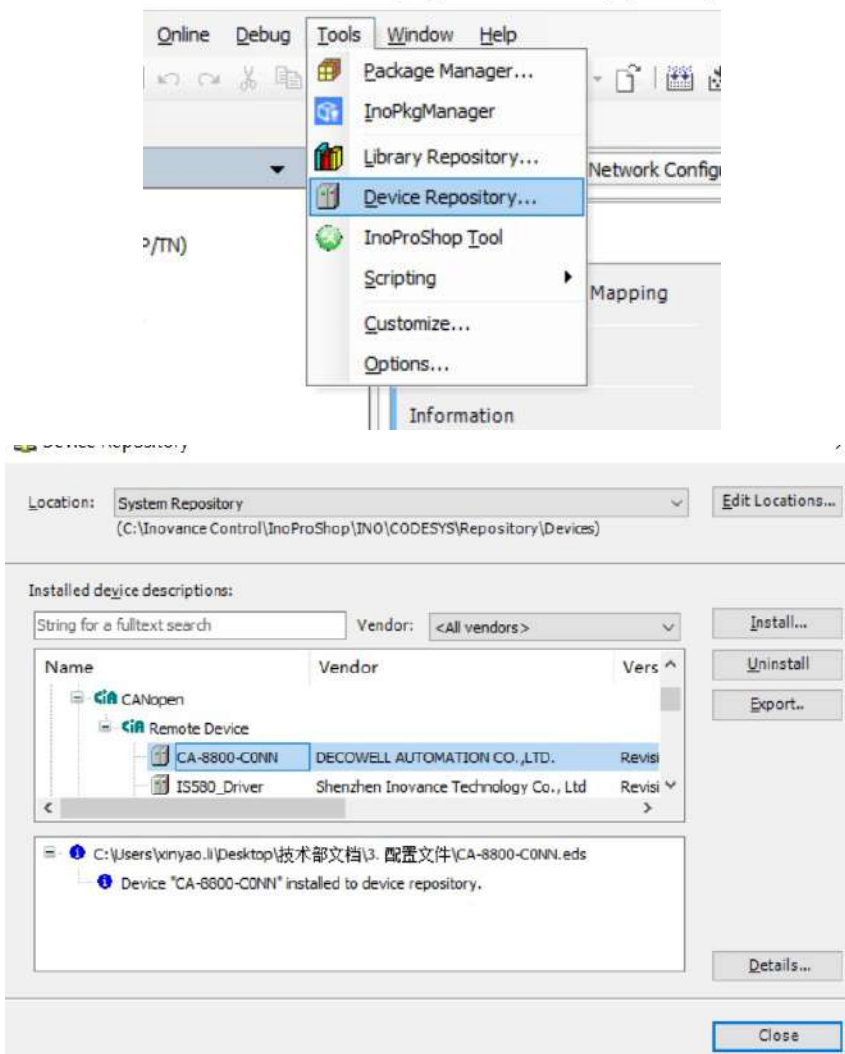 Online Debug Tools Window Help
Package Manager...
InoPkgManager
Library Repository...
Network Config
Device Repository...
P/TN)
InoProShop Tool
Scripting
Mapping
Customize...
Options...
Information
Device Repository
Location: System Repository Edit Locations...
(C:\Inovance Control\InoProShop\INO\CODESYS\Repository\Devices)
Installed device descriptions:
String for a fulltext search Vendor: <All vendors> Install...
Name Vendor Vers Uninstall
CiA CANopen Export..
CiA Remote Device
CA-8800-C0NN DECOWELL AUTOMATION CO.,LTD. Revisi
IS580_Driver Shenzhen Inovance Technology Co., Ltd Revisi
C:\Users\xinyao.li\Desktop\技术部文档\3. 配置文件\CA-8800-C0NN.eds
Device "CA-8800-C0NN" installed to device repository.
Details...
Close